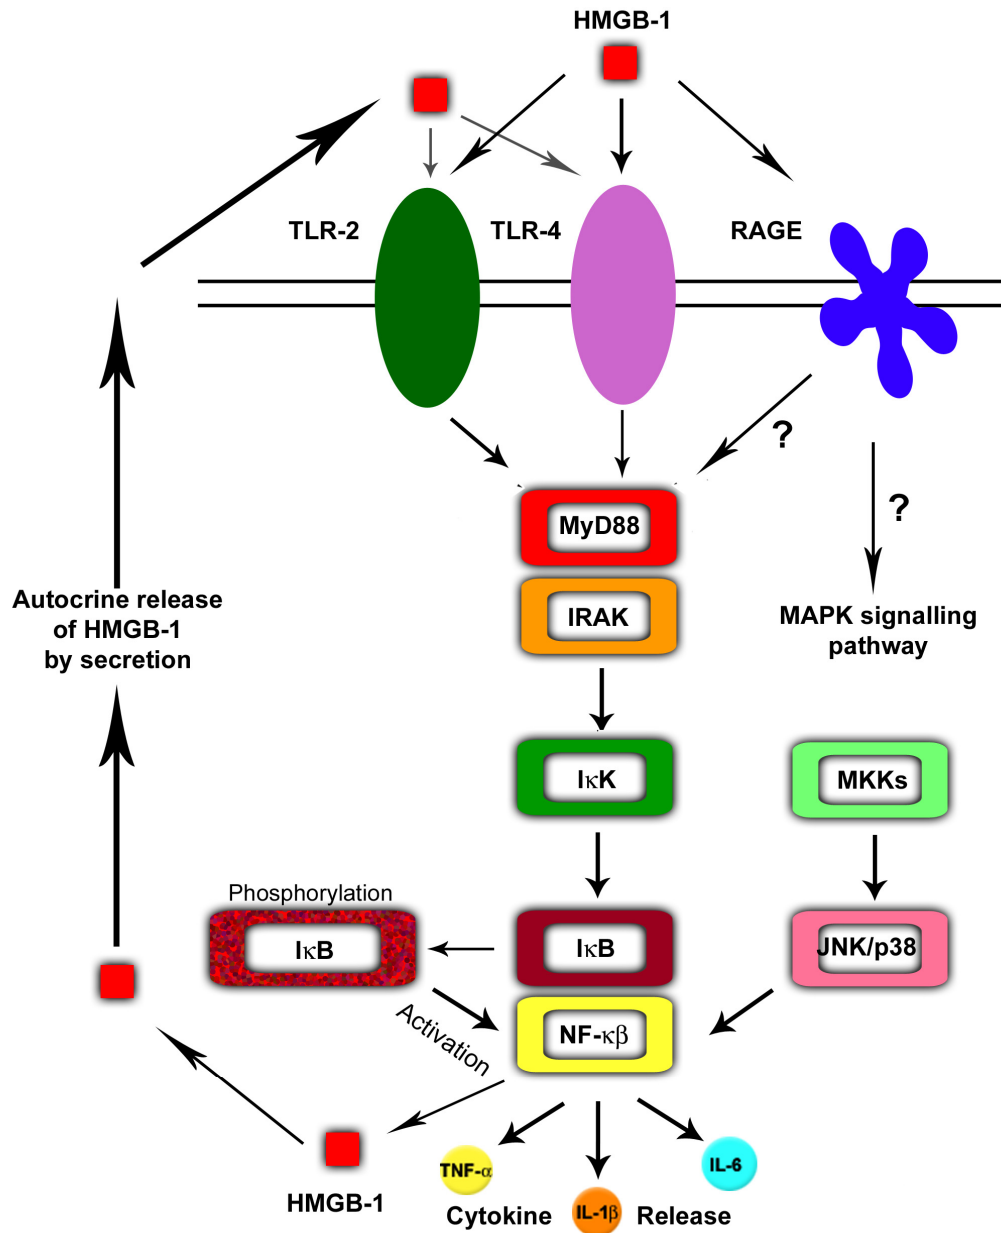 HMGB-1
TLR-2
TLR-4
RAGE
?
?
MyD88
IRAK
MAPK signalling
pathway
Autocrine release
of HMGB-1
by secretion
IκK
MKKs
Phosphorylation
IκB
IκB
JNK/p38
Activation
NF-κβ
HMGB-1
TNF-α
IL-1β
IL-6
Cytokine Release